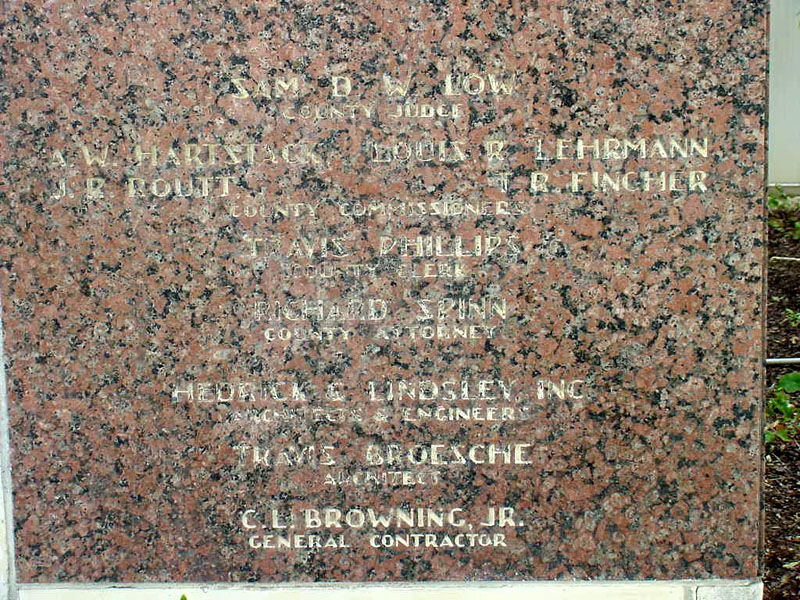 SAM D. W. LOW
COUNTY JUDGE
A. W. HARTSTACK LOUIS R. LEHRMANN
J. R. ROUTT T. R. FINCHER
COUNTY COMMISSIONERS
TRAVIS PHILLIPS
COUNTY CLERK
RICHARD SPINN
COUNTY ATTORNEY
HEDRICK & LINDSLEY, INC
ARCHITECTS & ENGINEERS
TRAVIS BROESCHE
ARCHITECT
C. L. BROWNING, JR.
GENERAL CONTRACTOR